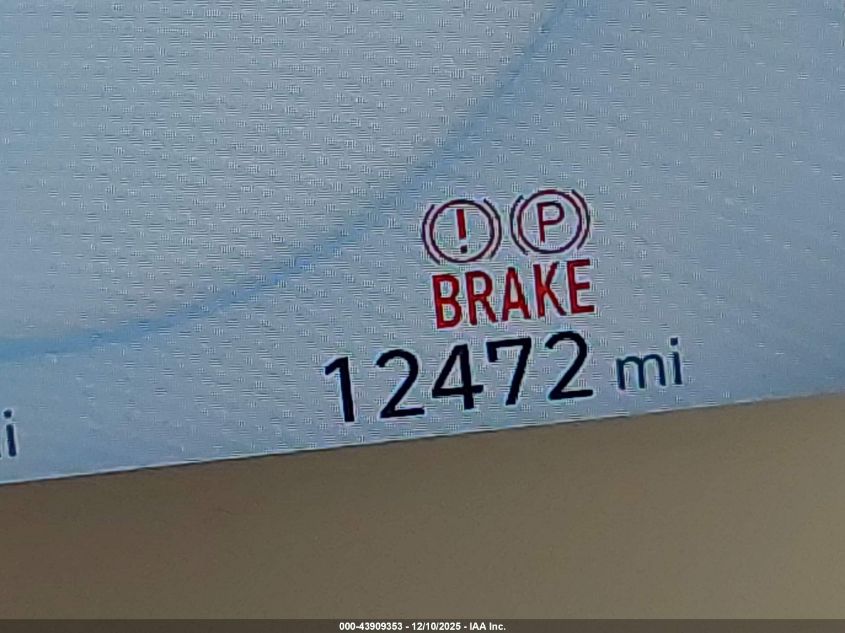 ! P
BRAKE
12472 mi
i
000-43909353 - 12/10/2025 - IAA Inc.